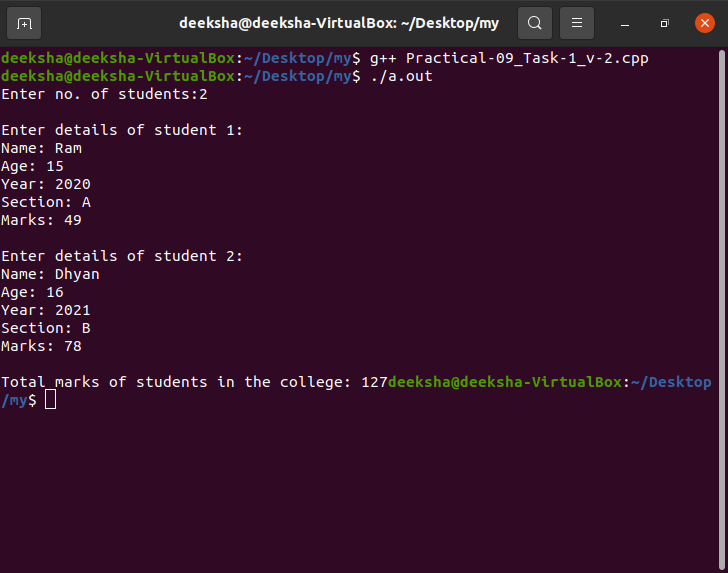 deeksha@deeksha-VirtualBox: ~/Desktop/my
deeksha@deeksha-VirtualBox:~/Desktop/my$ g++ Practical-09_Task-1_v-2.cpp
deeksha@deeksha-VirtualBox:~/Desktop/my$ ./a.out
Enter no. of students:2
Enter details of student 1:
Name: Ram
Age: 15
Year: 2020
Section: A
Marks: 49
Enter details of student 2:
Name: Dhyan
Age: 16
Year: 2021
Section: B
Marks: 78
Total marks of students in the college: 127deeksha@deeksha-VirtualBox:~/Desktop
/my$